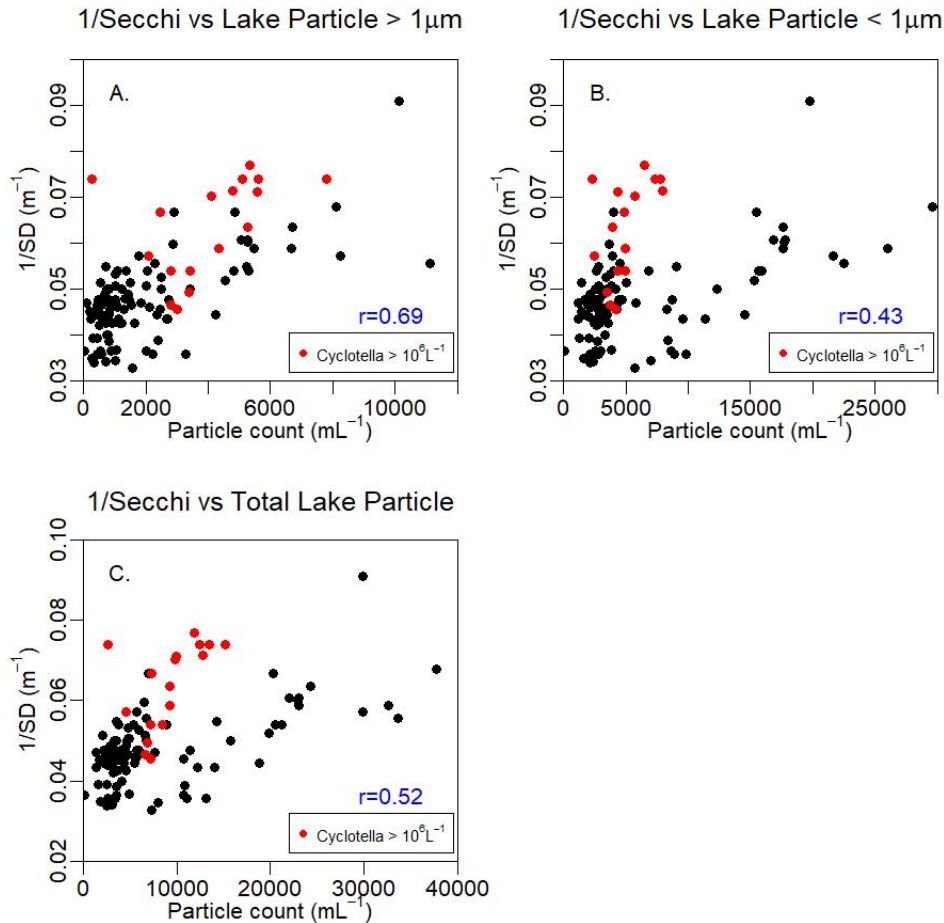 1/Secchi vs Lake Particle > 1μm
1/Secchi vs Lake Particle < 1μm
A.
0.03 0.05 0.07 0.09
1/SD (m⁻¹)
r=0.69
Cyclotella > 10⁶L⁻¹
0 2000 6000 10000
Particle count (mL⁻¹)
B.
0.03 0.05 0.07 0.09
1/SD (m⁻¹)
r=0.43
Cyclotella > 10⁶L⁻¹
0 5000 15000 25000
Particle count (mL⁻¹)
1/Secchi vs Total Lake Particle
C.
0.02 0.04 0.06 0.08 0.10
1/SD (m⁻¹)
r=0.52
Cyclotella > 10⁶L⁻¹
0 10000 20000 30000 40000
Particle count (mL⁻¹)